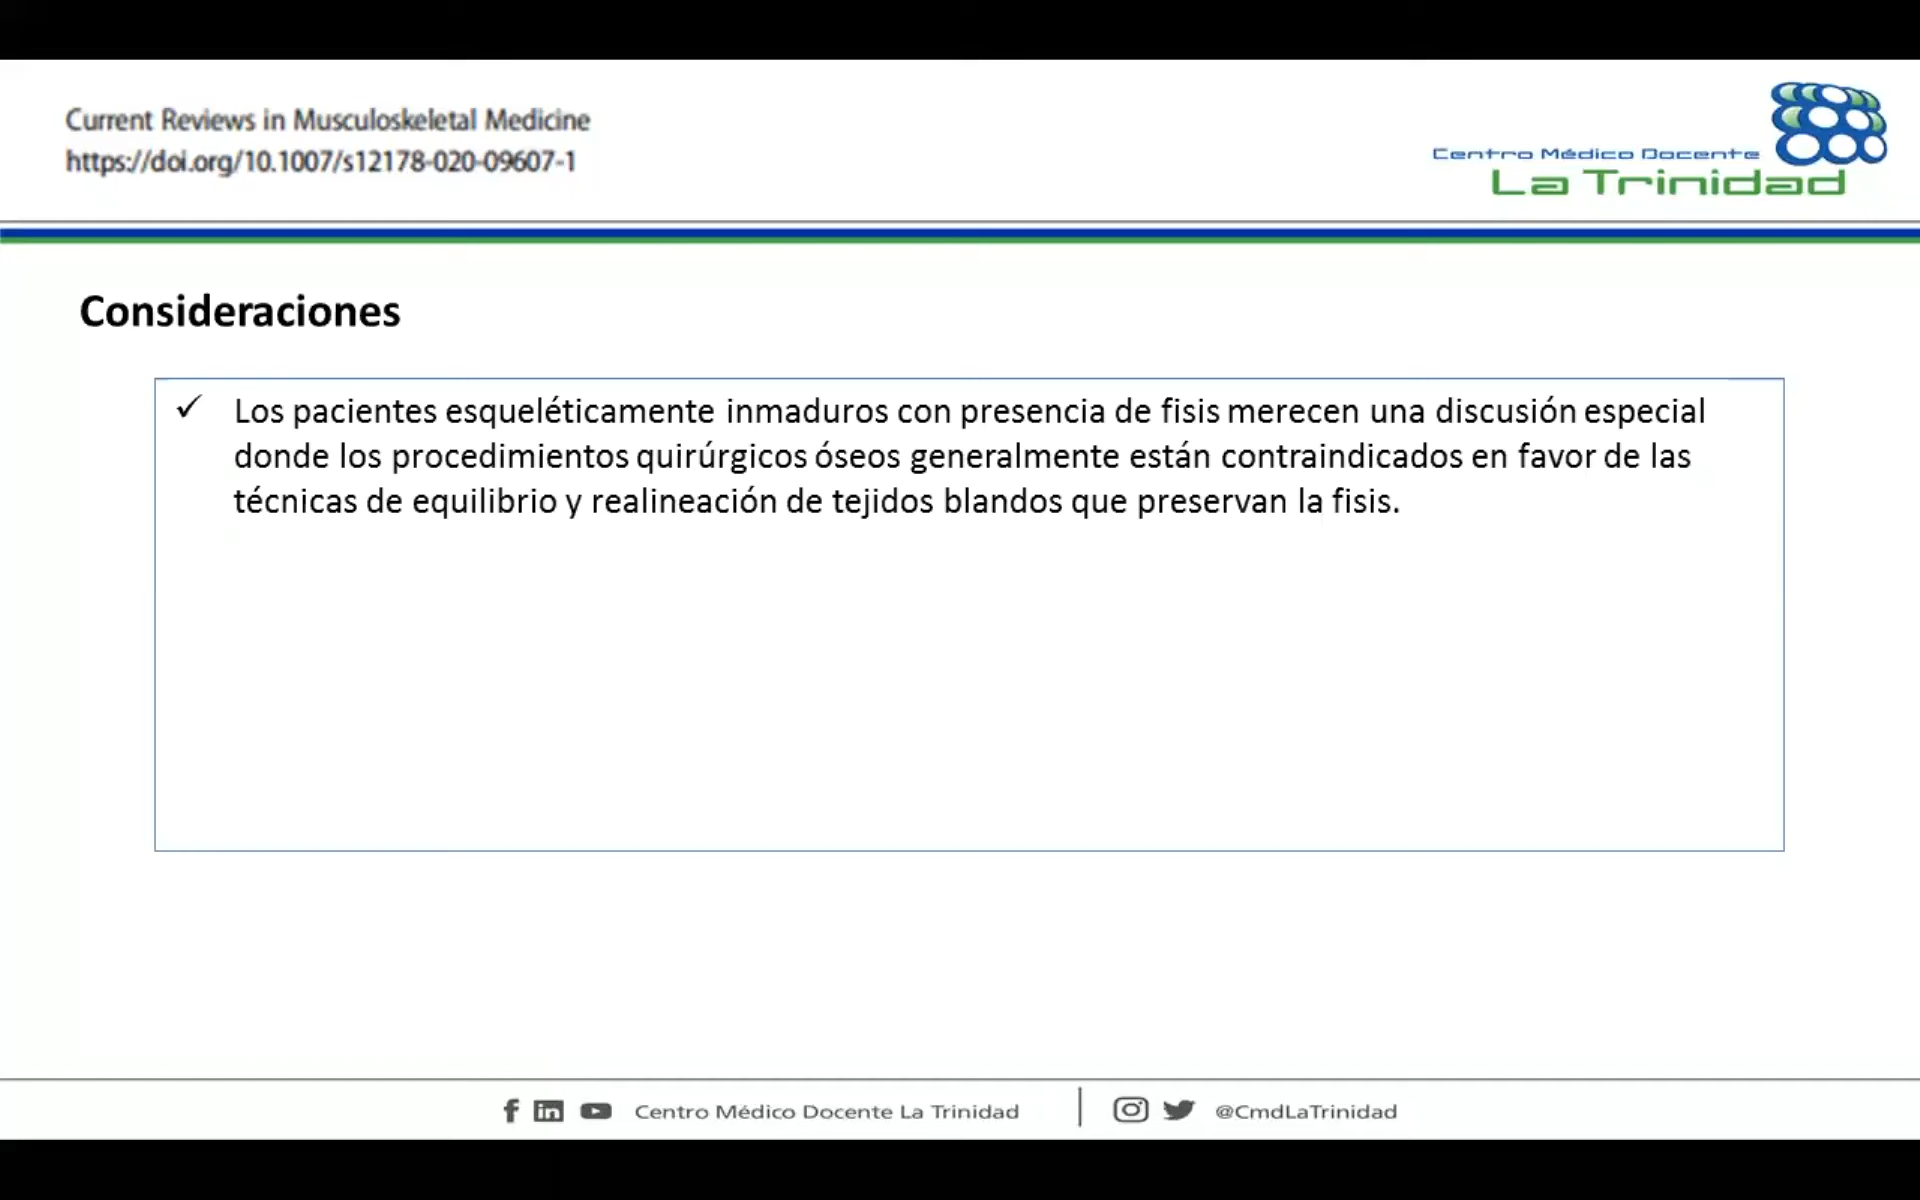 Current Reviews in Musculoskeletal Medicine
https://doi.org/10.1007/s12178-020-09607-1
Centro Médico Docente
La Trinidad
Consideraciones
✓ Los pacientes esqueléticamente inmaduros con presencia de fisis merecen una discusión especial
donde los procedimientos quirúrgicos óseos generalmente están contraindicados en favor de las
técnicas de equilibrio y realineación de tejidos blandos que preservan la fisis.
Centro Médico Docente La Trinidad
@CmdLaTrinidad